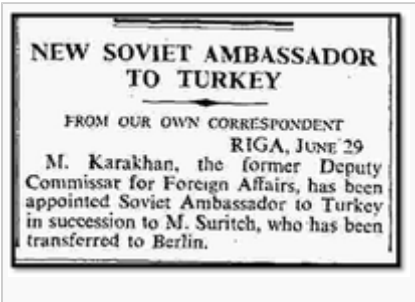 NEW SOVIET AMBASSADOR
TO TURKEY
FROM OUR OWN CORRESPONDENT
RIGA, JUNE 29
M. Karakhan, the former Deputy
Commissar for Foreign Affairs, has been
appointed Soviet Ambassador to Turkey
in succession to M. Suritch, who has been
transferred to Berlin.